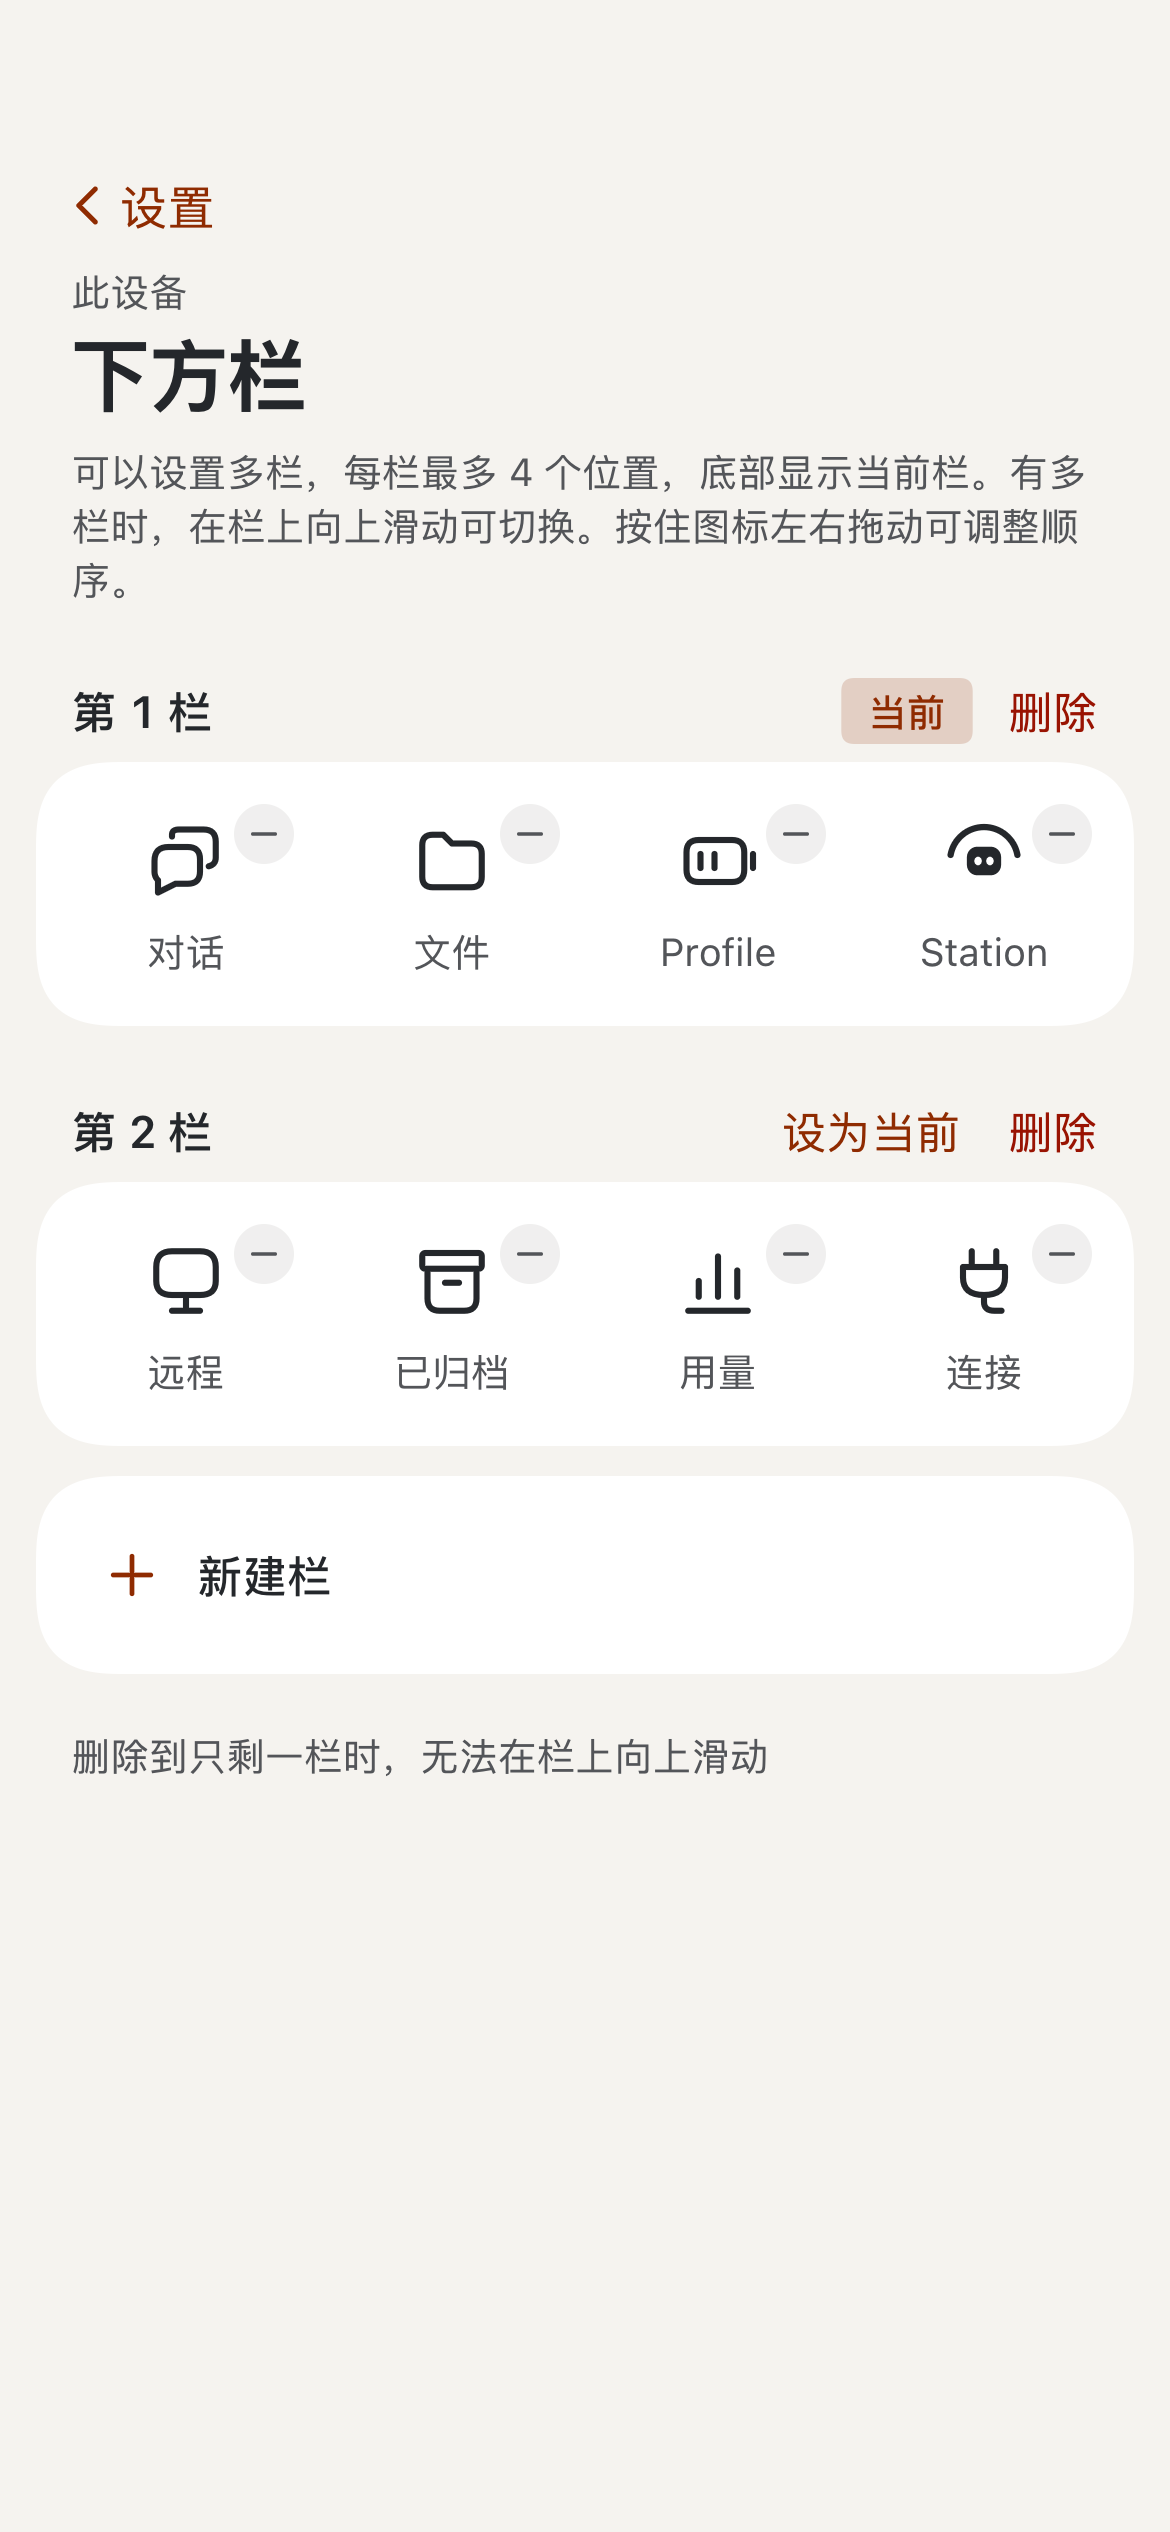 设置
此设备
下方栏
可以设置多栏，每栏最多 4 个位置，底部显示当前栏。有多
栏时，在栏上向上滑动可切换。按住图标左右拖动可调整顺
序。
第 1 栏 当前 删除
对话 文件 Profile Station
第 2 栏 设为当前 删除
远程 已归档 用量 连接
新建栏
删除到只剩一栏时，无法在栏上向上滑动